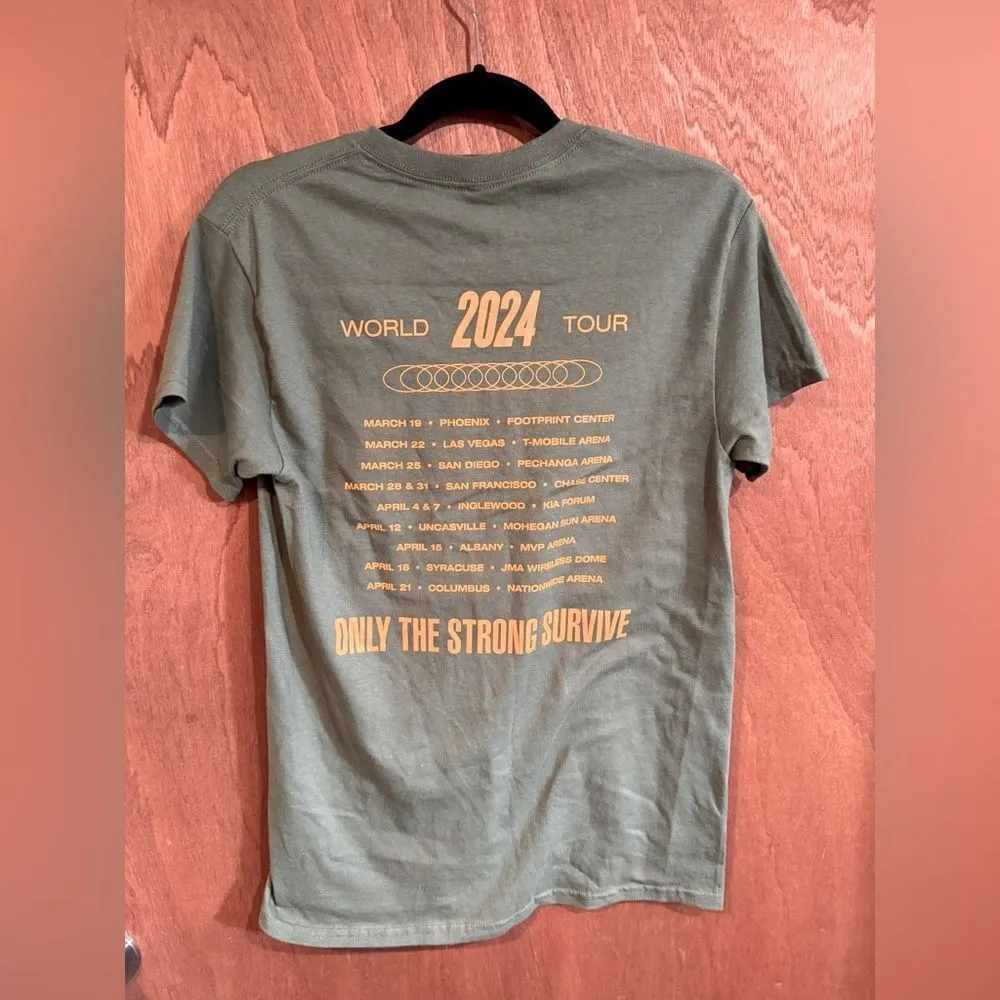 WORLD 2024 TOUR
MARCH 19 • PHOENIX • FOOTPRINT CENTER
MARCH 22 • LAS VEGAS • T-MOBILE ARENA
MARCH 25 • SAN DIEGO • PECHANGA ARENA
MARCH 28 & 31 • SAN FRANCISCO • CHASE CENTER
APRIL 4 & 7 • INGLEWOOD • KIA FORUM
APRIL 12 • UNCASVILLE • MOHEGAN SUN ARENA
APRIL 15 • ALBANY • MVP ARENA
APRIL 18 • SYRACUSE • JMA WIRELESS DOME
APRIL 21 • COLUMBUS • NATIONWIDE ARENA
ONLY THE STRONG SURVIVE